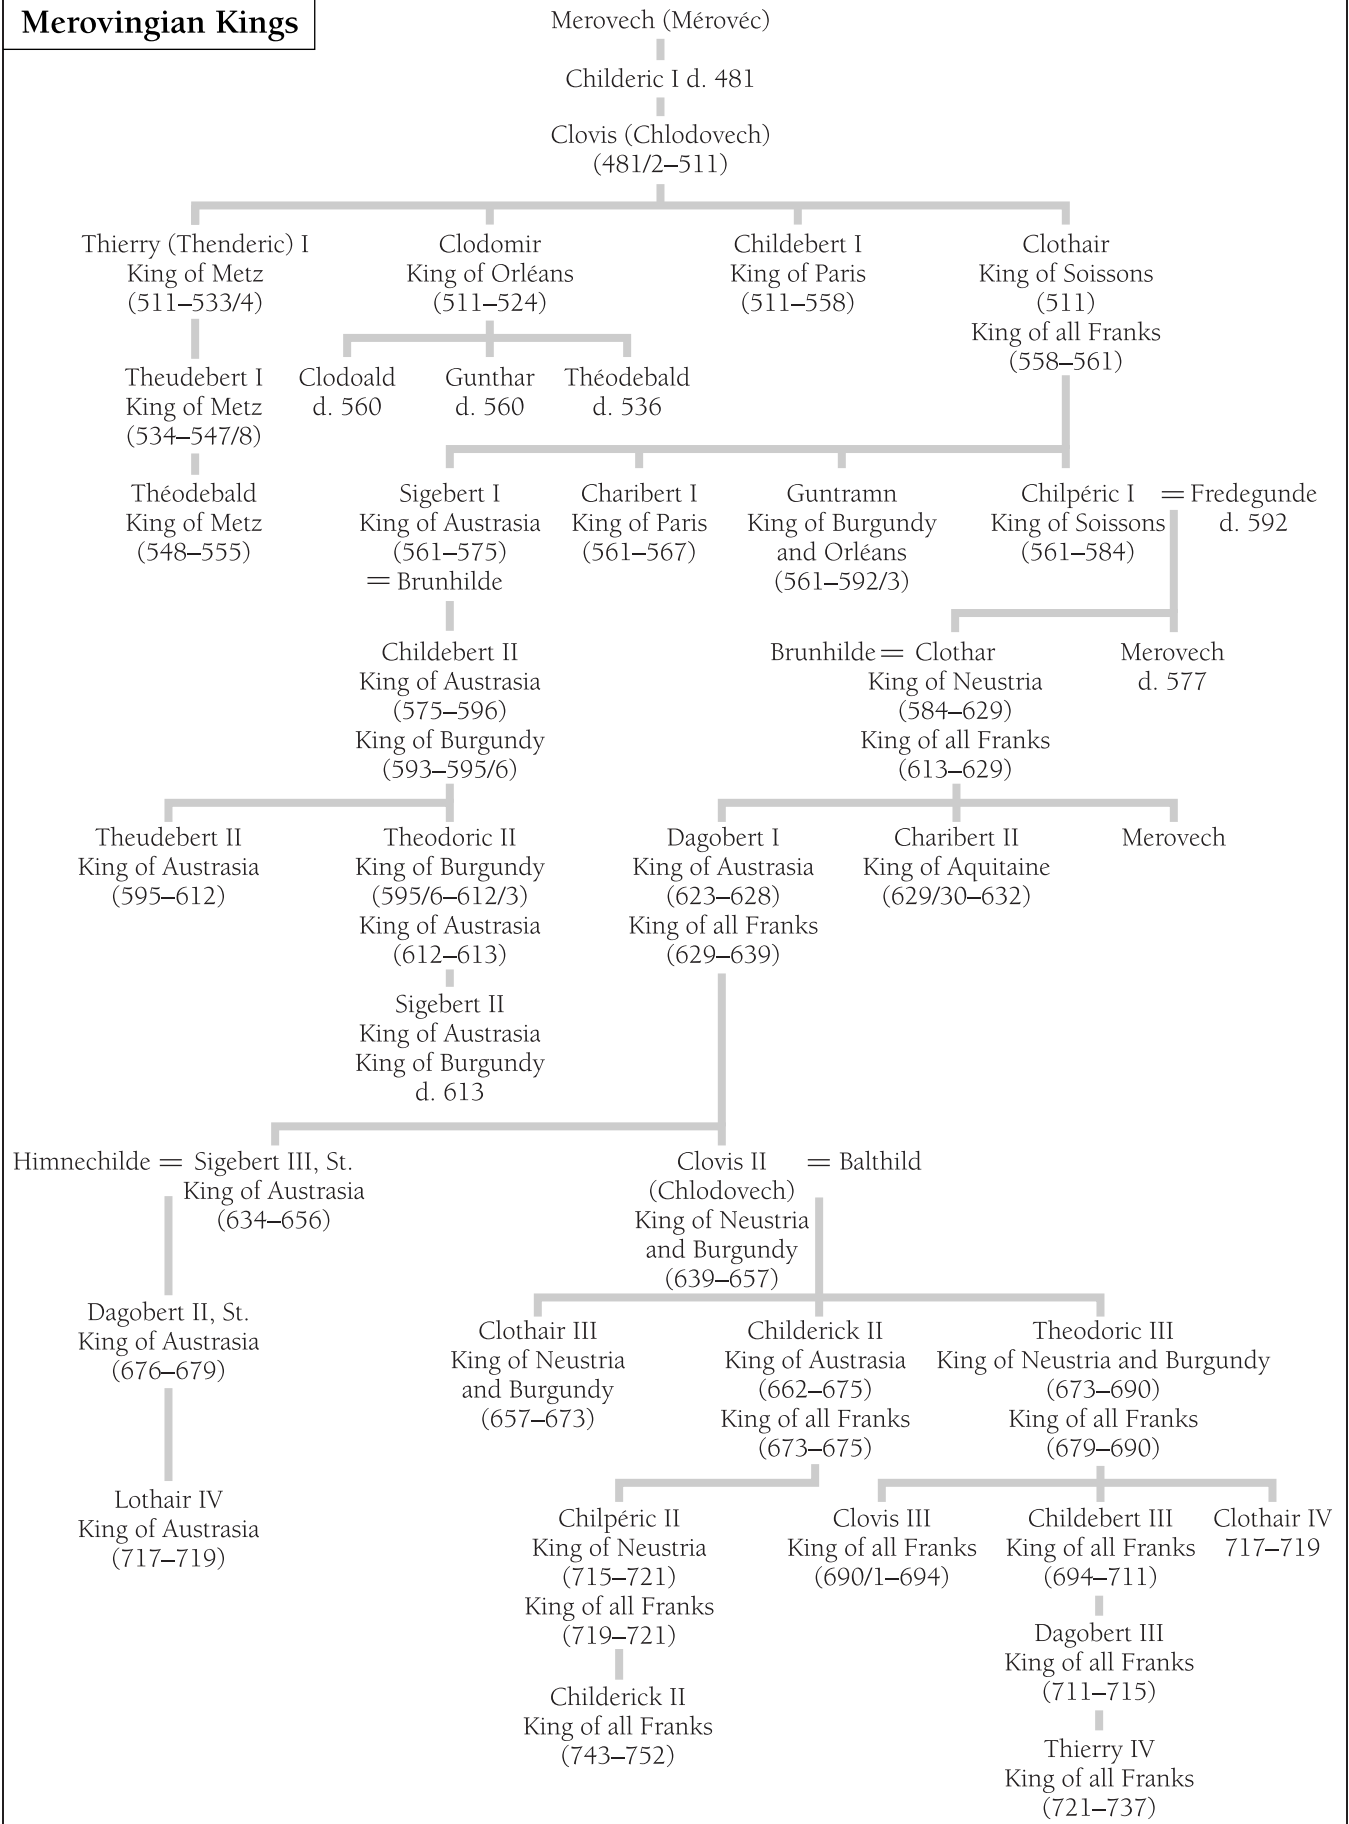 Merovingian Kings
Merovech (Mérovéc)
Childeric I d. 481
Clovis (Chlodovech)
(481/2–511)
Thierry (Thenderic) I
King of Metz
(511–533/4)
Clodomir
King of Orléans
(511–524)
Childebert I
King of Paris
(511–558)
Clothair
King of Soissons
(511)
King of all Franks
(558–561)
Theudebert I
King of Metz
(534–547/8)
Clodoald
d. 560
Gunthar
d. 560
Théodebald
d. 536
Théodebald
King of Metz
(548–555)
Sigebert I
King of Austrasia
(561–575)
= Brunhilde
Charibert I
King of Paris
(561–567)
Guntramn
King of Burgundy
and Orléans
(561–592/3)
Chilpéric I
King of Soissons
(561–584)
= Fredegunde
d. 592
Childebert II
King of Austrasia
(575–596)
King of Burgundy
(593–595/6)
Brunhilde = Clothar
King of Neustria
(584–629)
King of all Franks
(613–629)
Merovech
d. 577
Theudebert II
King of Austrasia
(595–612)
Theodoric II
King of Burgundy
(595/6–612/3)
King of Austrasia
(612–613)
Dagobert I
King of Austrasia
(623–628)
King of all Franks
(629–639)
Charibert II
King of Aquitaine
(629/30–632)
Merovech
Sigebert II
King of Austrasia
King of Burgundy
d. 613
Himnechilde = Sigebert III, St.
King of Austrasia
(634–656)
Clovis II = Balthild
(Chlodovech)
King of Neustria
and Burgundy
(639–657)
Dagobert II, St.
King of Austrasia
(676–679)
Clothair III
King of Neustria
and Burgundy
(657–673)
Childerick II
King of Austrasia
(662–675)
King of all Franks
(673–675)
Theodoric III
King of Neustria and Burgundy
(673–690)
King of all Franks
(679–690)
Lothair IV
King of Austrasia
(717–719)
Chilpéric II
King of Neustria
(715–721)
King of all Franks
(719–721)
Clovis III
King of all Franks
(690/1–694)
Childebert III
King of all Franks
(694–711)
Clothair IV
717–719
Dagobert III
King of all Franks
(711–715)
Childerick II
King of all Franks
(743–752)
Thierry IV
King of all Franks
(721–737)